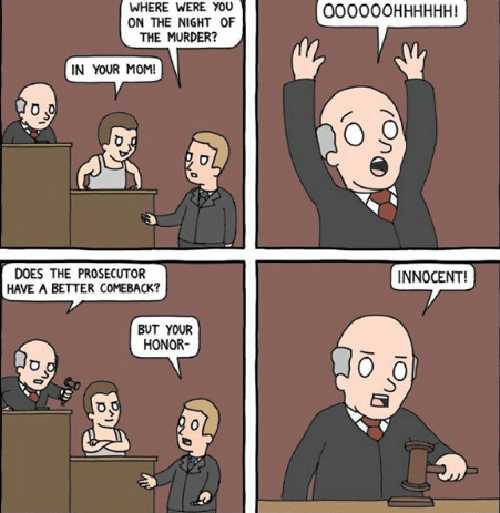 WHERE WERE YOU
ON THE NIGHT OF
THE MURDER?
IN YOUR MOM!
OOOOOOHHHHHH!
DOES THE PROSECUTOR
HAVE A BETTER COMEBACK?
BUT YOUR
HONOR-
INNOCENT!